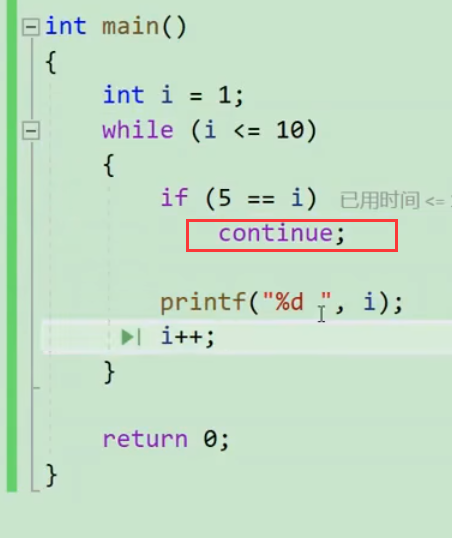 int main()
{
int i = 1;
while (i <= 10)
{
if (5 == i) 已用时间 <=
continue;
printf("%d ", i);
i++;
}
return 0;
}